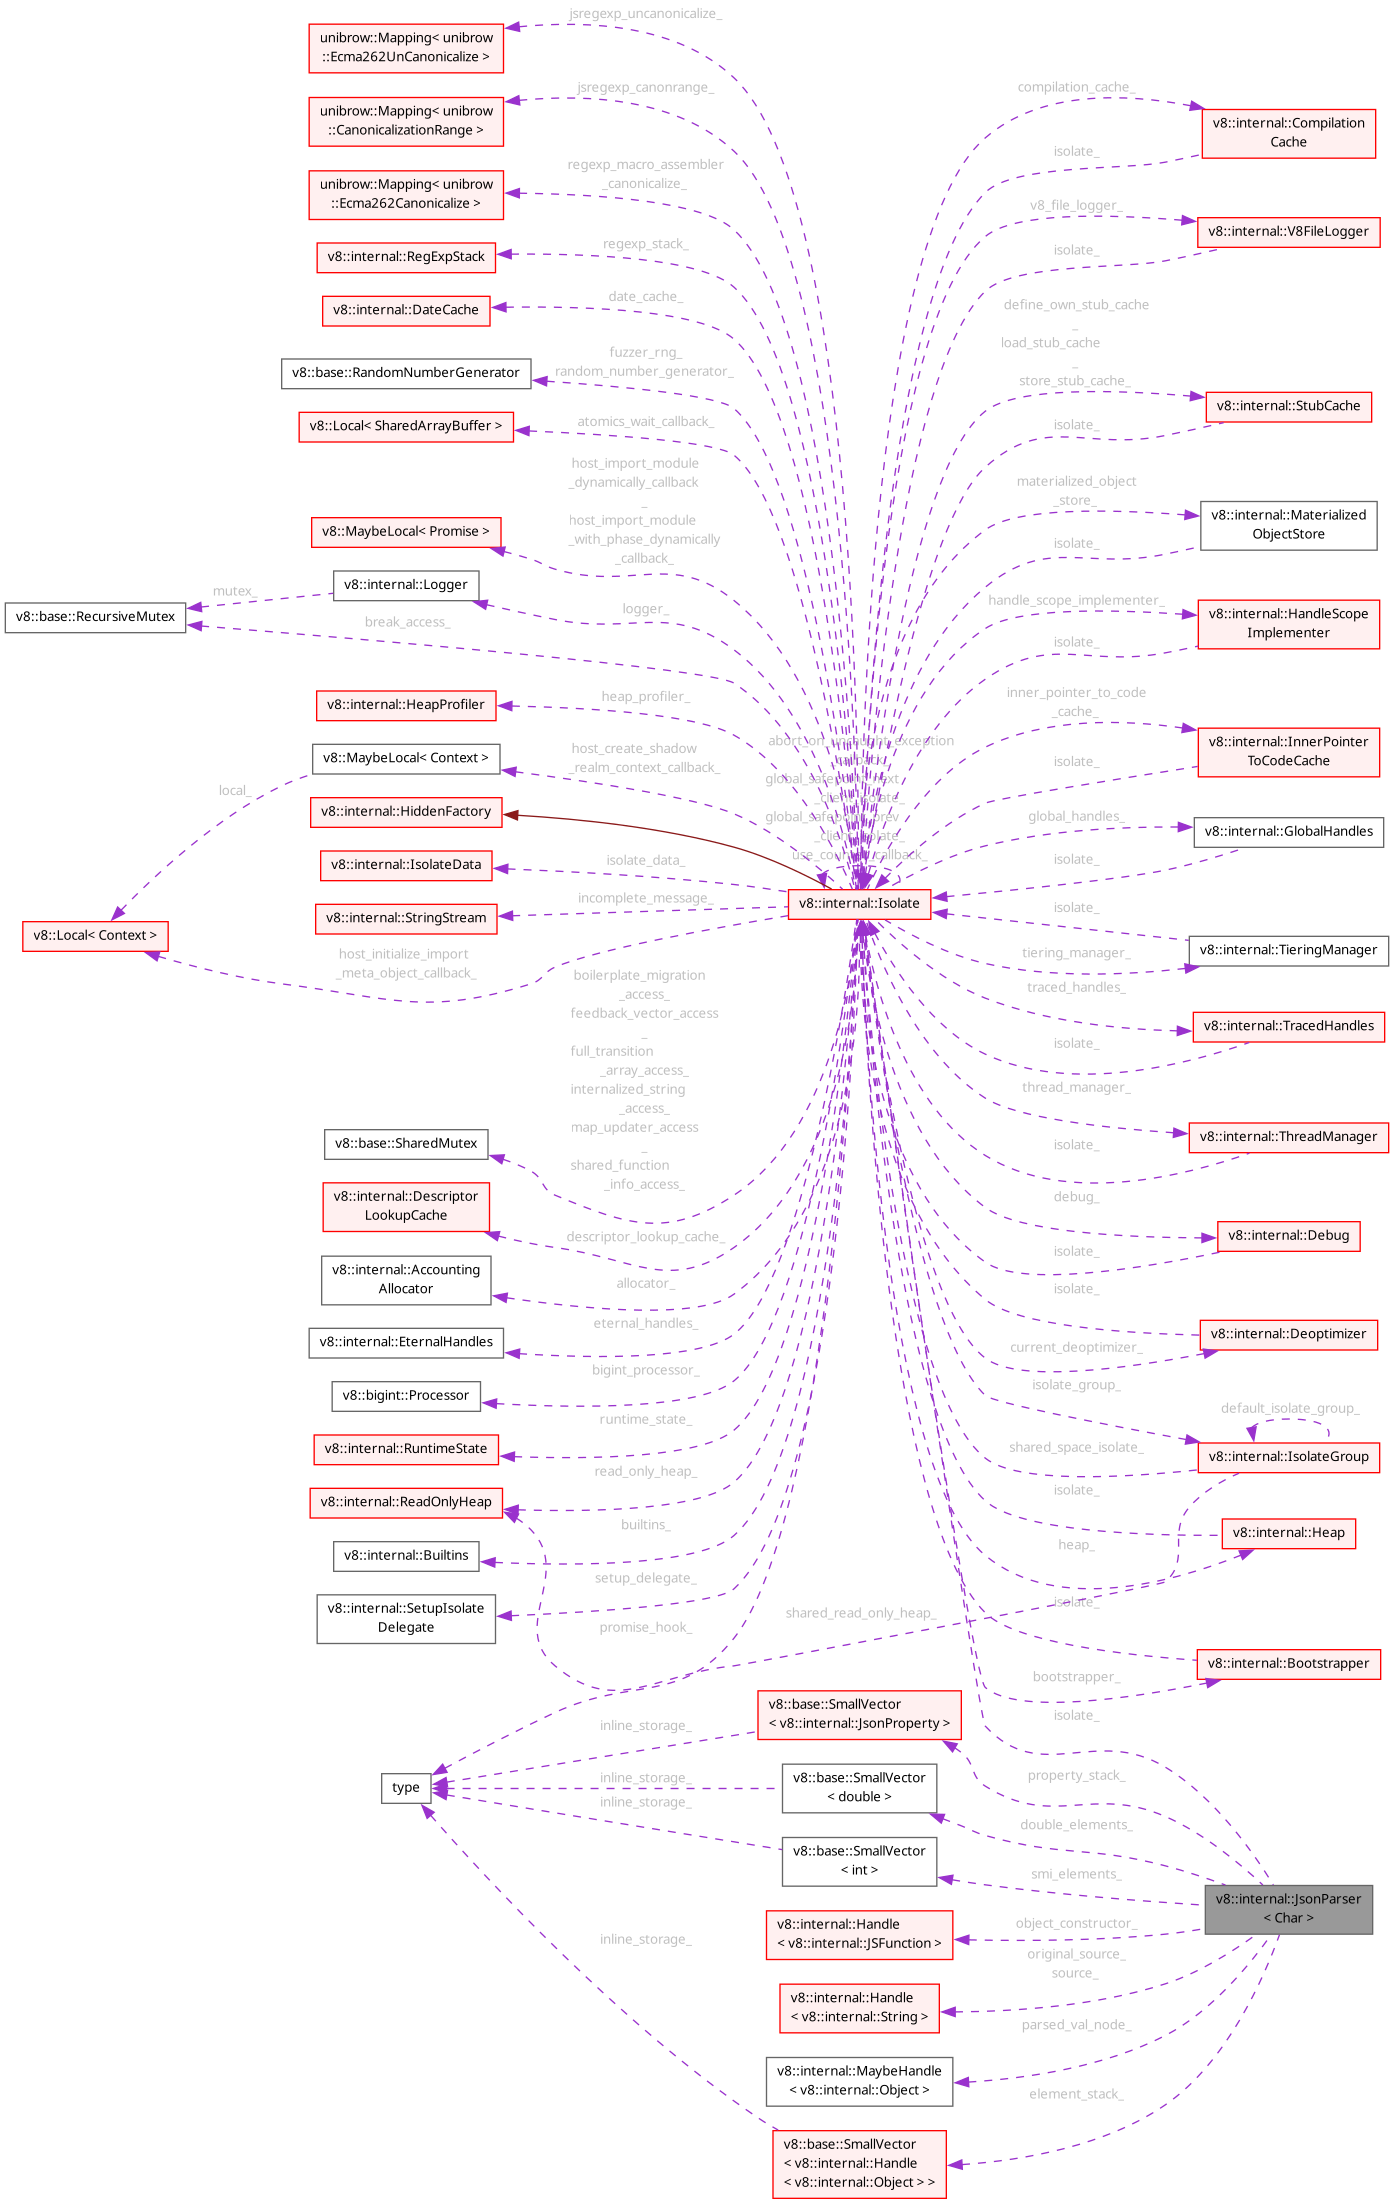 jsregexp_uncanonicalize_
unibrow::Mapping< unibrow
::Ecma262UnCanonicalize >
jsregexp_canonrange_
unibrow::Mapping< unibrow
::CanonicalizationRange >
regexp_macro_assembler
_canonicalize_
unibrow::Mapping< unibrow
::Ecma262Canonicalize >
regexp_stack_
v8::internal::RegExpStack
date_cache_
v8::internal::DateCache
fuzzer_rng_
random_number_generator_
v8::base::RandomNumberGenerator
atomics_wait_callback_
v8::Local< SharedArrayBuffer >
host_import_module
_dynamically_callback
_
host_import_module
_with_phase_dynamically
_callback_
v8::MaybeLocal< Promise >
v8::internal::Logger
mutex_
logger_
v8::base::RecursiveMutex
break_access_
heap_profiler_
v8::internal::HeapProfiler
host_create_shadow
_realm_context_callback_
v8::MaybeLocal< Context >
local_
v8::internal::HiddenFactory
isolate_data_
v8::internal::IsolateData
incomplete_message_
v8::internal::StringStream
v8::Local< Context >
host_initialize_import
_meta_object_callback_
boilerplate_migration
_access_
feedback_vector_access
_
full_transition
_array_access_
internalized_string
_access_
map_updater_access
_
shared_function
_info_access_
v8::base::SharedMutex
v8::internal::Descriptor
LookupCache
descriptor_lookup_cache_
v8::internal::Accounting
Allocator
allocator_
eternal_handles_
v8::internal::EternalHandles
bigint_processor_
v8::bigint::Processor
runtime_state_
v8::internal::RuntimeState
read_only_heap_
v8::internal::ReadOnlyHeap
builtins_
v8::internal::Builtins
setup_delegate_
v8::internal::SetupIsolate
Delegate
promise_hook_
shared_read_only_heap_
type
abort_on_uncaught_exception
_callback_
global_safepoint_next
_client_isolate_
global_safepoint_prev
_client_isolate_
use_counter_callback_
v8::internal::Isolate
compilation_cache_
v8::internal::Compilation
Cache
isolate_
v8_file_logger_
v8::internal::V8FileLogger
isolate_
define_own_stub_cache
_
load_stub_cache
_
store_stub_cache_
v8::internal::StubCache
isolate_
materialized_object
_store_
v8::internal::Materialized
ObjectStore
isolate_
handle_scope_implementer_
v8::internal::HandleScope
Implementer
isolate_
inner_pointer_to_code
_cache_
v8::internal::InnerPointer
ToCodeCache
isolate_
global_handles_
v8::internal::GlobalHandles
isolate_
isolate_
v8::internal::TieringManager
tiering_manager_
traced_handles_
v8::internal::TracedHandles
isolate_
thread_manager_
v8::internal::ThreadManager
isolate_
debug_
v8::internal::Debug
isolate_
isolate_
v8::internal::Deoptimizer
current_deoptimizer_
isolate_group_
default_isolate_group_
v8::internal::IsolateGroup
shared_space_isolate_
isolate_
v8::internal::Heap
heap_
isolate_
v8::internal::Bootstrapper
bootstrapper_
isolate_
v8::base::SmallVector
< v8::internal::JsonProperty >
inline_storage_
property_stack_
v8::base::SmallVector
< double >
inline_storage_
double_elements_
inline_storage_
v8::base::SmallVector
< int >
smi_elements_
v8::internal::JsonParser
< Char >
v8::internal::Handle
< v8::internal::JSFunction >
object_constructor_
original_source_
source_
v8::internal::Handle
< v8::internal::String >
parsed_val_node_
v8::internal::MaybeHandle
< v8::internal::Object >
element_stack_
inline_storage_
v8::base::SmallVector
< v8::internal::Handle
< v8::internal::Object > >